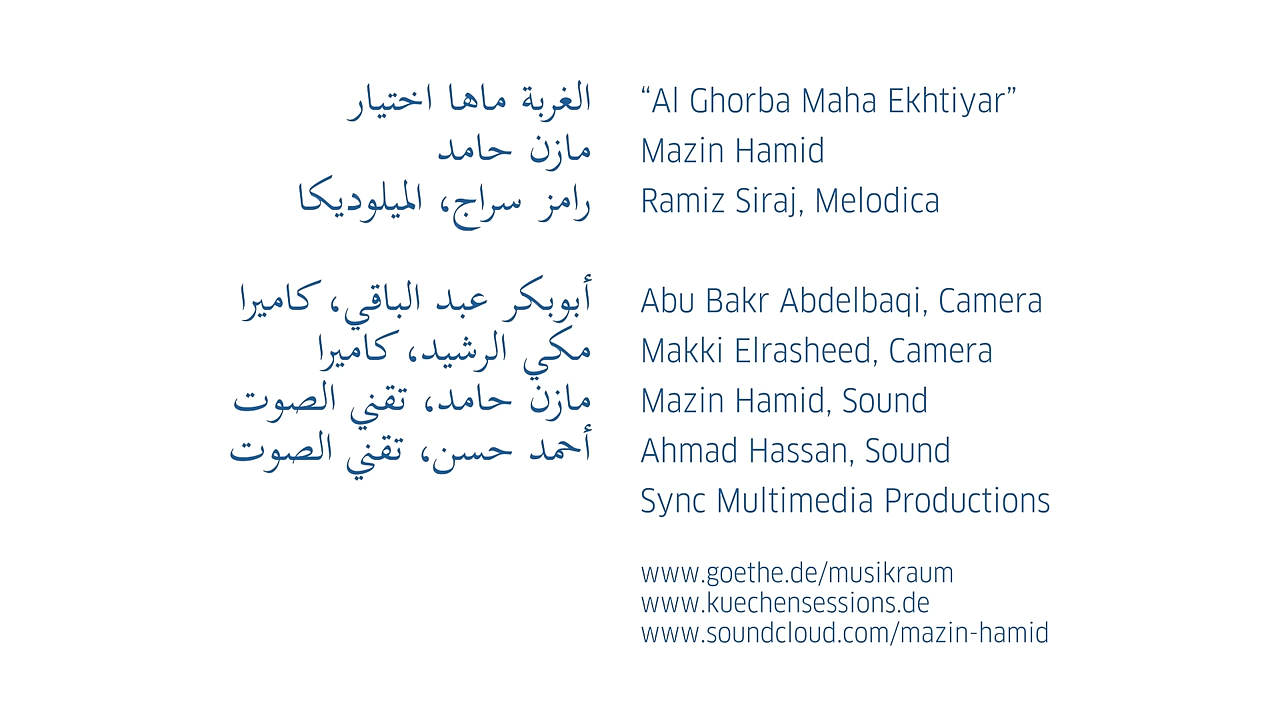 الغربة ماها اختيار
مازن حامد
رامز سراج، الميلوديكا
أبوبكر عبد الباقي، كاميرا
مكي الرشيد، كاميرا
مازن حامد، تقني الصوت
أحمد حسن، تقني الصوت
“Al Ghorba Maha Ekhtiyar”
Mazin Hamid
Ramiz Siraj, Melodica
Abu Bakr Abdelbaqi, Camera
Makki Elrasheed, Camera
Mazin Hamid, Sound
Ahmad Hassan, Sound
Sync Multimedia Productions
www.goethe.de/musikraum
www.kuechensessions.de
www.soundcloud.com/mazin-hamid